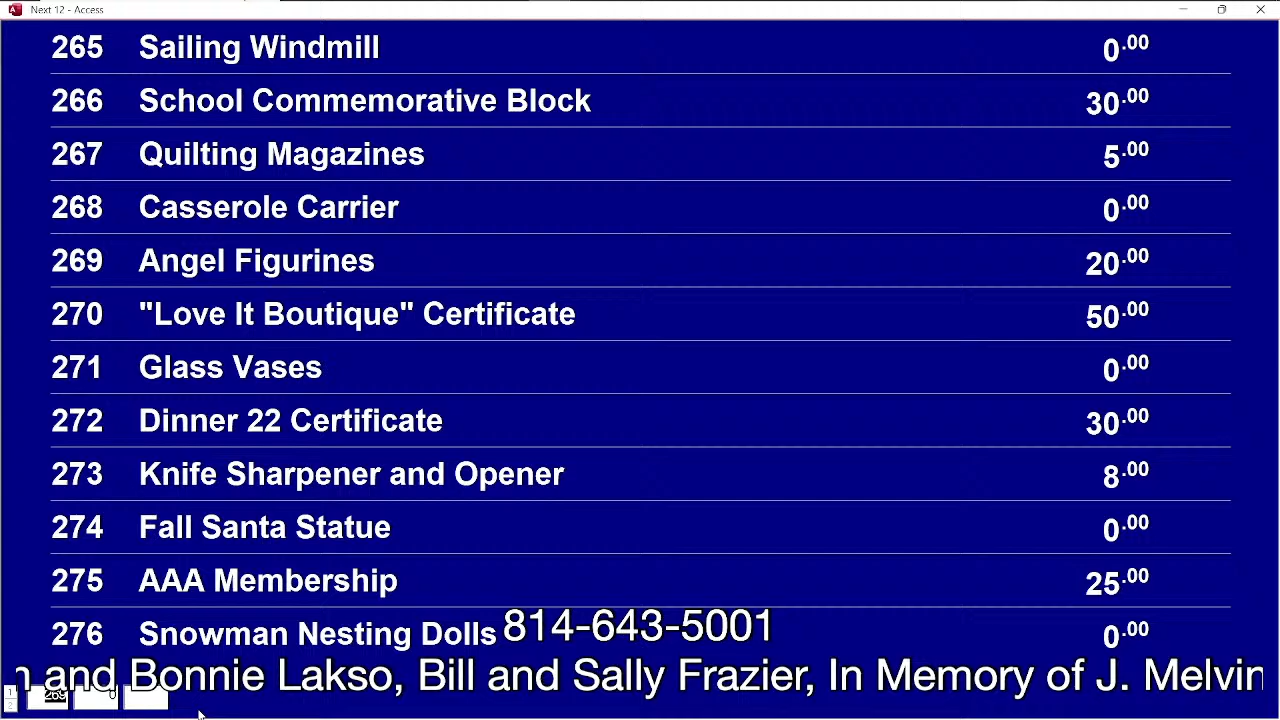 Next 12 - Access
265 Sailing Windmill 0.00
266 School Commemorative Block 30.00
267 Quilting Magazines 5.00
268 Casserole Carrier 0.00
269 Angel Figurines 20.00
270 "Love It Boutique" Certificate 50.00
271 Glass Vases 0.00
272 Dinner 22 Certificate 30.00
273 Knife Sharpener and Opener 8.00
274 Fall Santa Statue 0.00
275 AAA Membership 25.00
276 Snowman Nesting Dolls 0.00
814-643-5001
and Bonnie Lakso, Bill and Sally Frazier, In Memory of J. Melvin
1 269
2